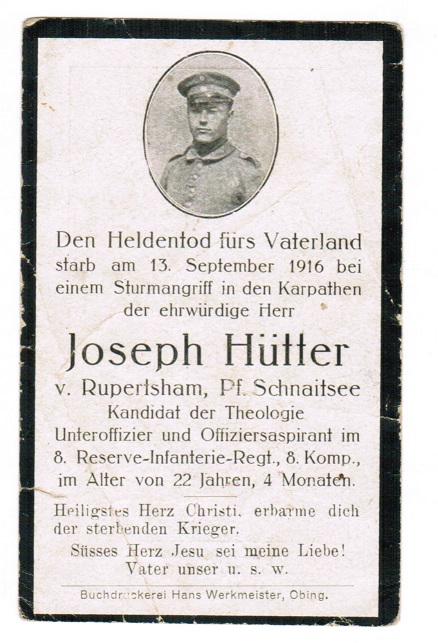 Den Heldentod fürs Vaterland
starb am 13. September 1916 bei
einem Sturmangriff in den Karpathen
der ehrwürdige Herr
Joseph Hütter
v. Rupertsham, Pf. Schnaitsee
Kandidat der Theologie
Unteroffizier und Offiziersaspirant im
8. Reserve-Infanterie-Regt., 8. Komp.,
im Alter von 22 Jahren, 4 Monaten.
Heiligstes Herz Christi, erbarme dich
der sterbenden Krieger.
Süsses Herz Jesu sei meine Liebe!
Vater unser u. s. w.
Buchdruckerei Hans Werkmeister, Obing.